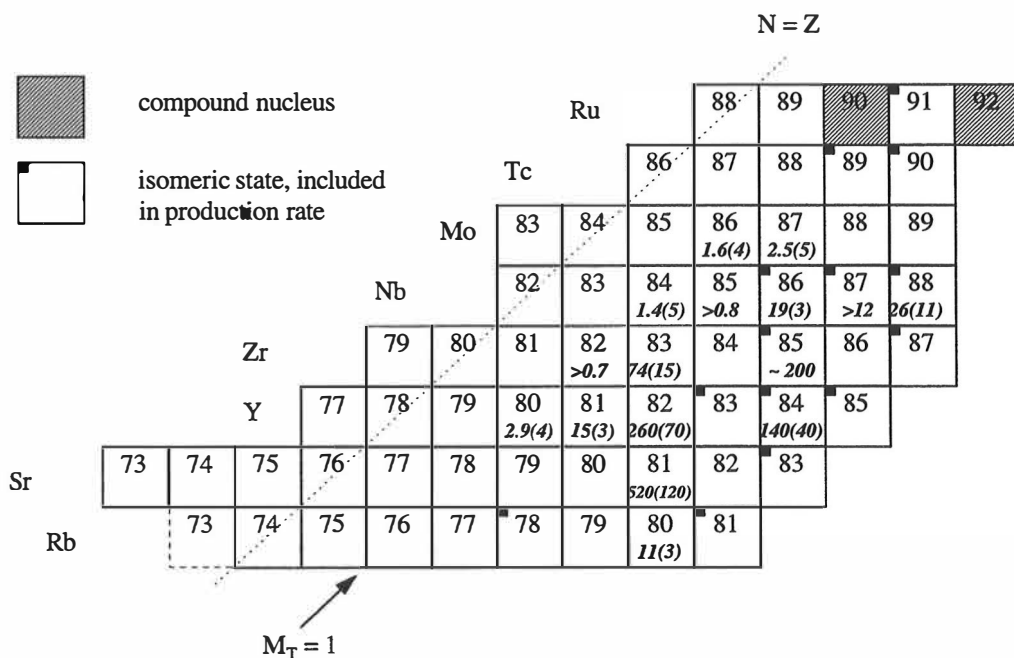 N = Z
compound nucleus
isomeric state, included
in production rate
Ru 88 89 90 91 92
Tc 86 87 88 89 90
Mo 83 84 85 86 87 88 89
1.6(4) 2.5(5)
Nb 82 83 84 85 86 87 88
1.4(5) >0.8 19(3) >12 26(11)
Zr 79 80 81 82 83 84 85 86 87
>0.7 74(15) ~ 200
Y 77 78 79 80 81 82 83 84 85
2.9(4) 15(3) 260(70) 140(40)
Sr 73 74 75 76 77 78 79 80 81 82 83
520(120)
Rb 73 74 75 76 77 78 79 80 81
11(3)
M_T = 1